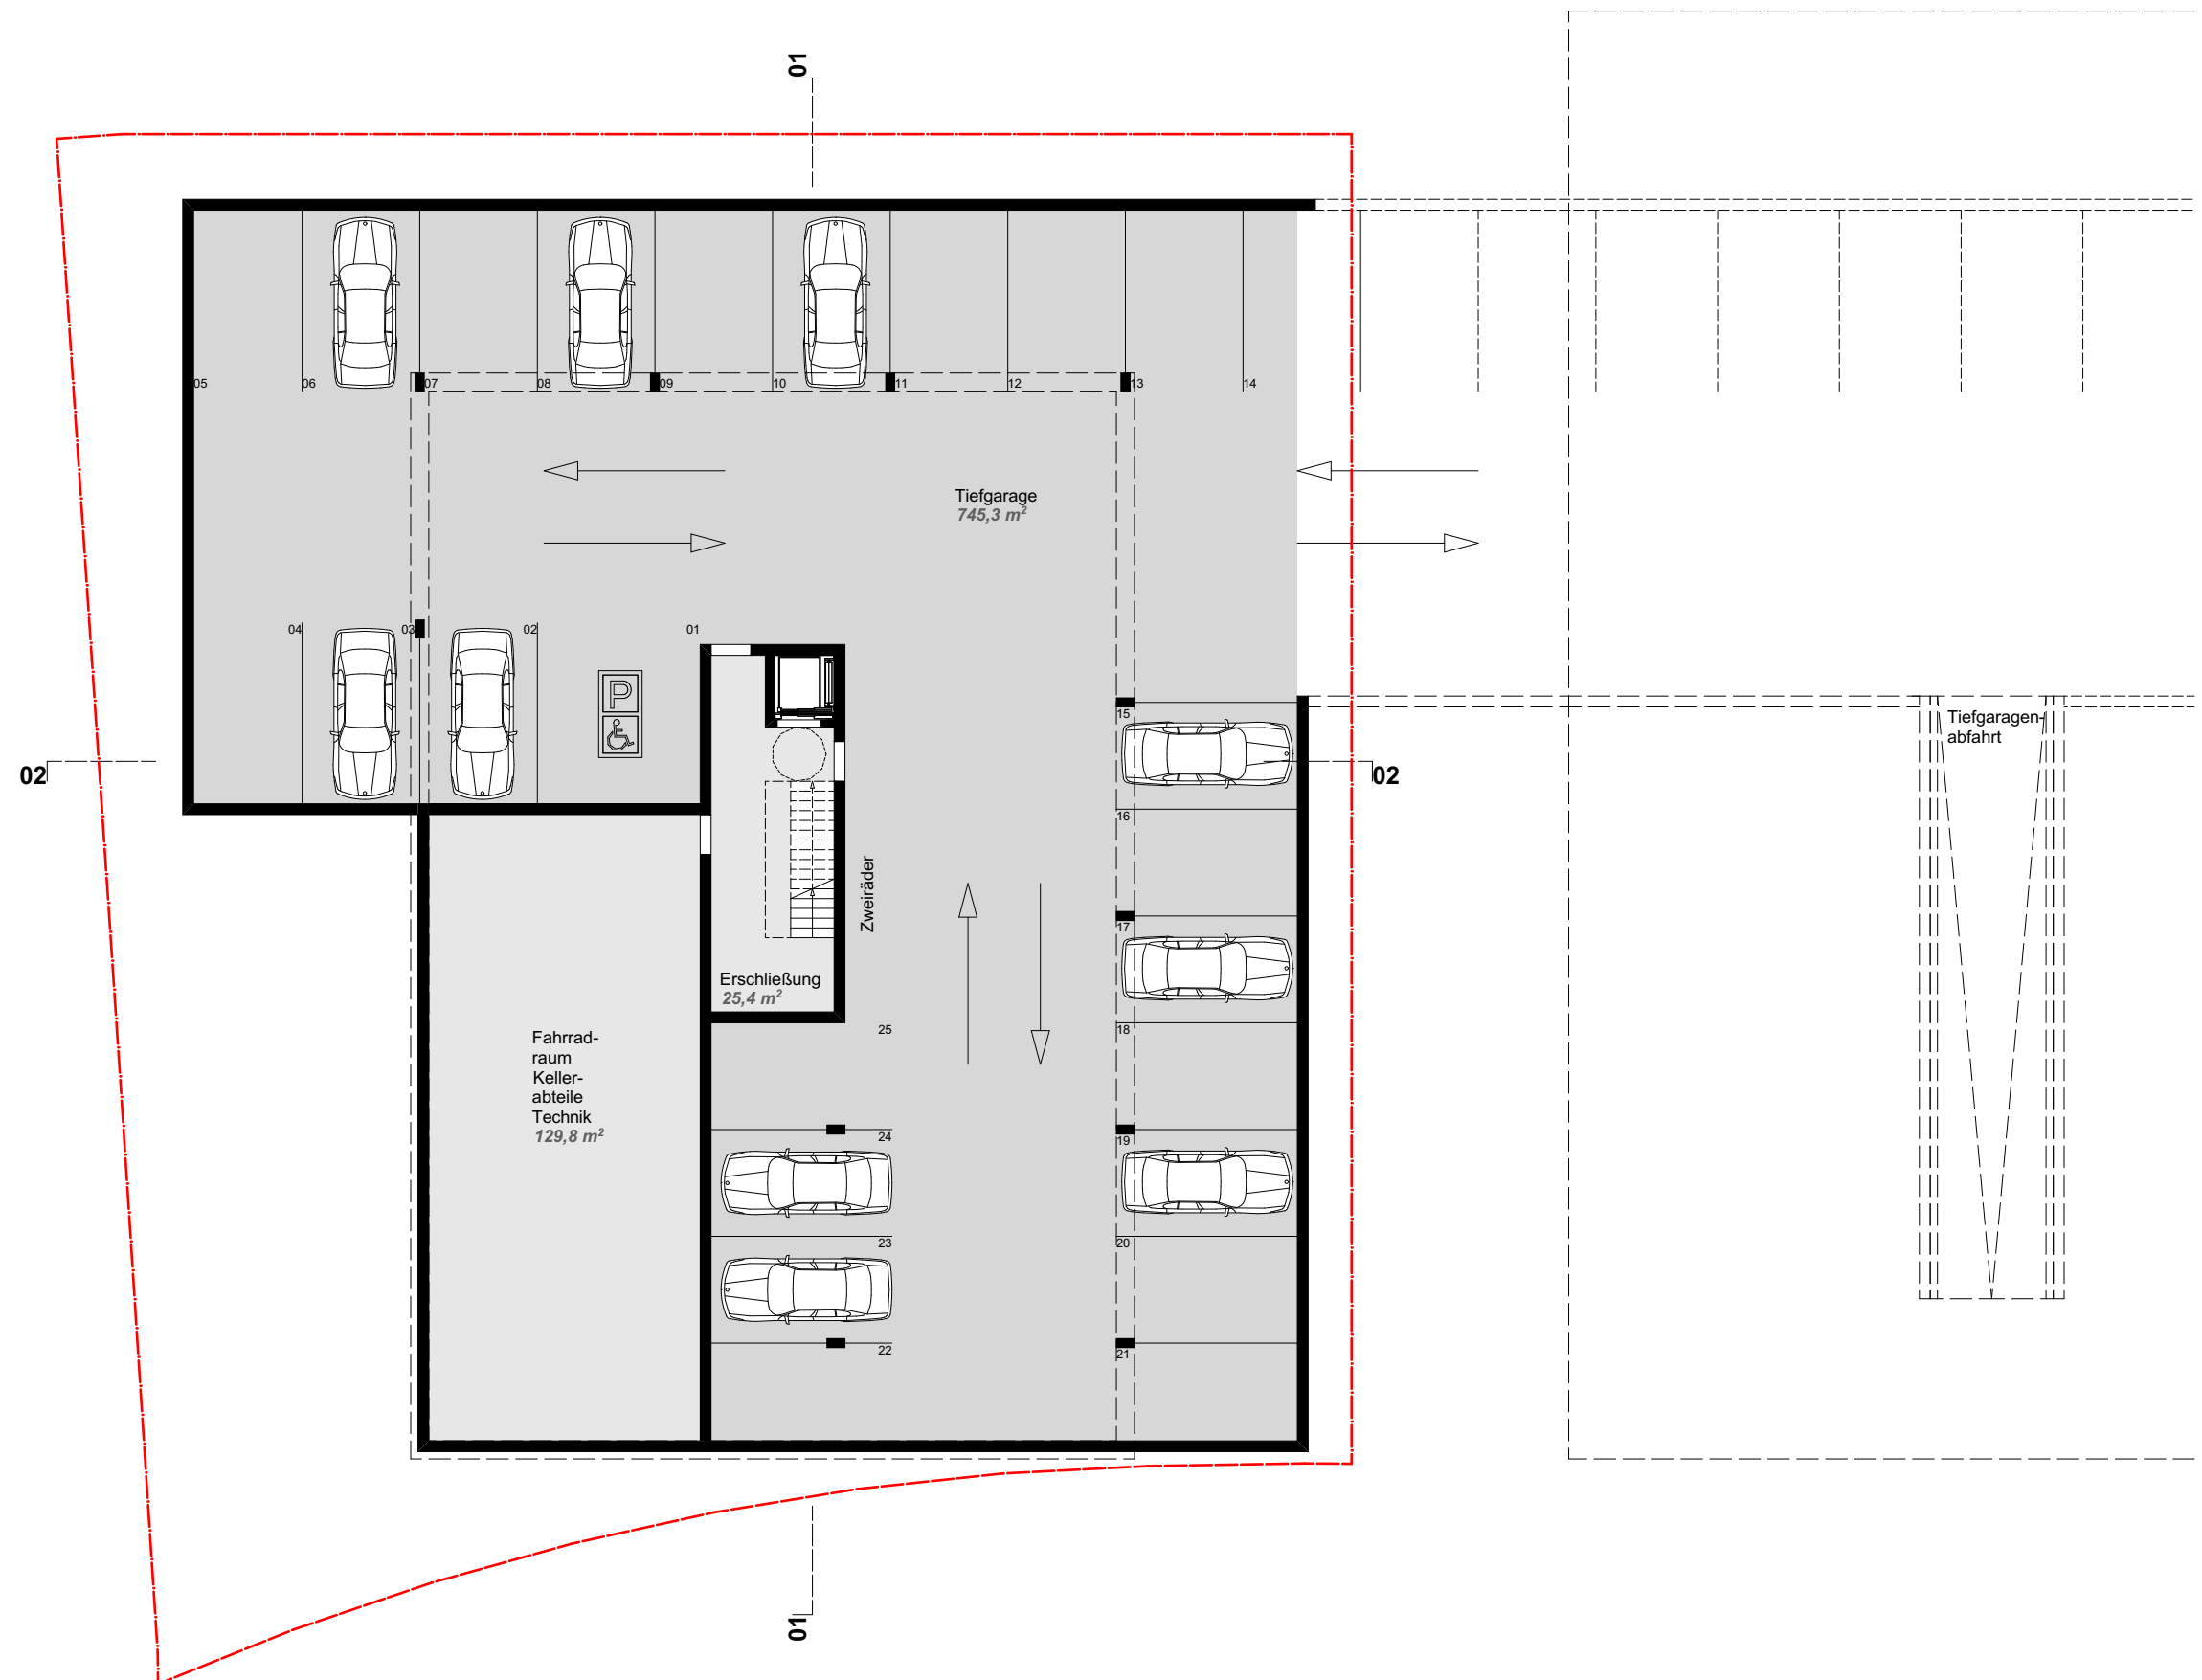 01
05
06
07
08
09
10
11
12
13
14
Tiefgarage
745,3 m²
04
03
02
01
P
15
Tiefgaragen-
abfahrt
02
02
16
Zweiräder
17
Erschließung
25,4 m²
25
18
Fahrrad-
raum
Keller-
abteile
Technik
129,8 m²
24
19
23
20
22
21
01